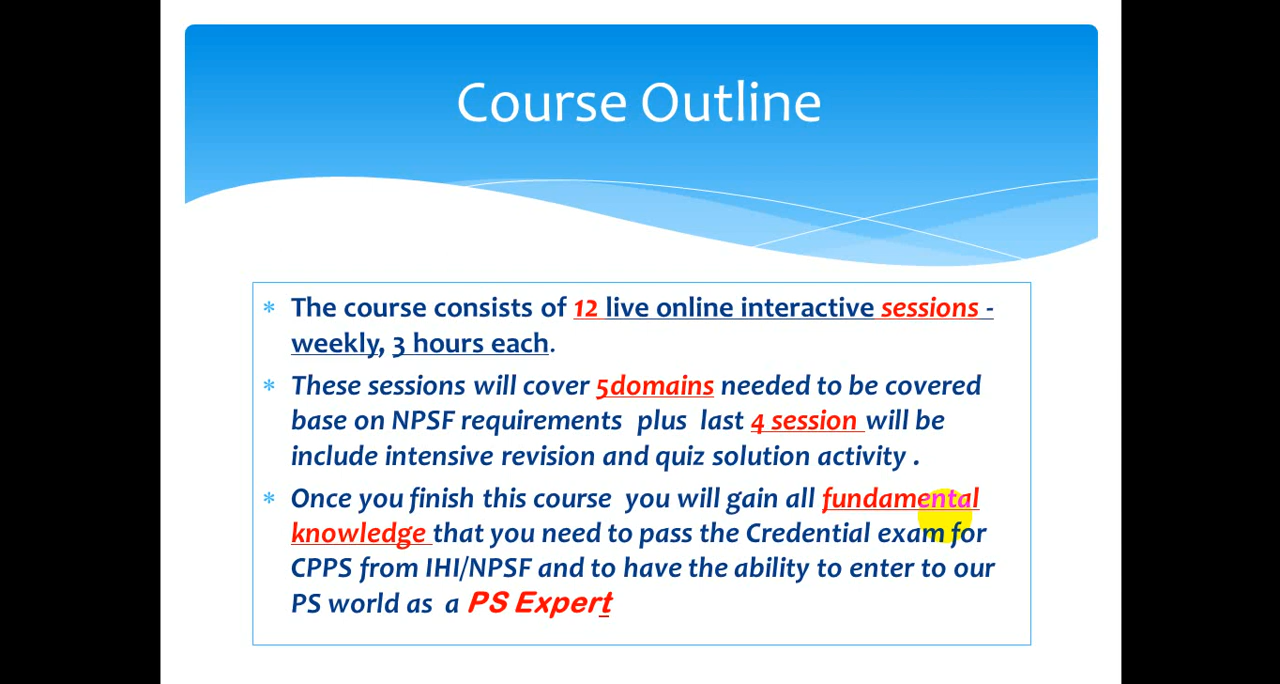 Course Outline
* The course consists of 12 live online interactive sessions -
weekly, 3 hours each.
* These sessions will cover 5domains needed to be covered
base on NPSF requirements plus last 4 session will be
include intensive revision and quiz solution activity .
* Once you finish this course you will gain all fundamental
knowledge that you need to pass the Credential exam for
CPPS from IHI/NPSF and to have the ability to enter to our
PS world as a PS Expert